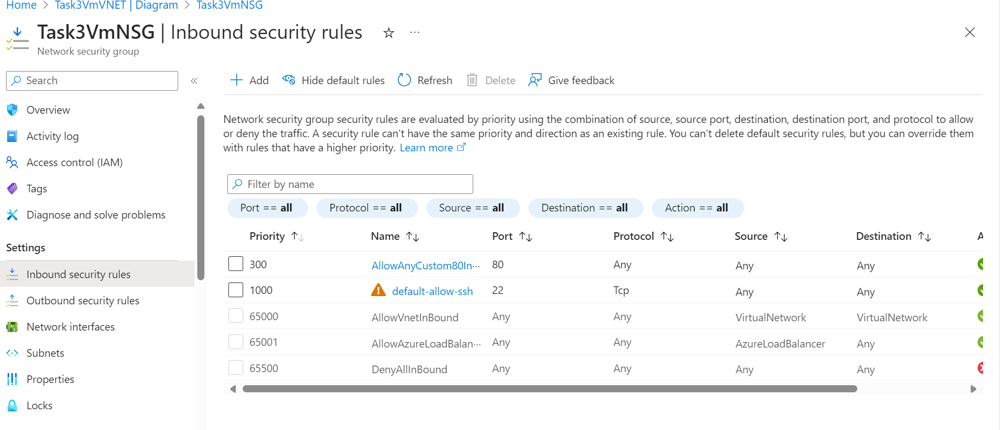 Home > Task3VmVNET | Diagram > Task3VmNSG
Task3VmNSG | Inbound security rules
Network security group
Search
Overview
Activity log
Access control (IAM)
Tags
Diagnose and solve problems
Settings
Inbound security rules
Outbound security rules
Network interfaces
Subnets
Properties
Locks
Add Hide default rules Refresh Delete Give feedback
Network security group security rules are evaluated by priority using the combination of source, source port, destination, destination port, and protocol to allow
or deny the traffic. A security rule can't have the same priority and direction as an existing rule. You can't delete default security rules, but you can override them
with rules that have a higher priority. Learn more
Filter by name
Port == all Protocol == all Source == all Destination == all Action == all
Priority Name Port Protocol Source Destination A
300 AllowAnyCustom80In··· 80 Any Any Any
1000 default-allow-ssh 22 Tcp Any Any
65000 AllowVnetInBound Any Any VirtualNetwork VirtualNetwork
65001 AllowAzureLoadBalan··· Any Any AzureLoadBalancer Any
65500 DenyAllInBound Any Any Any Any